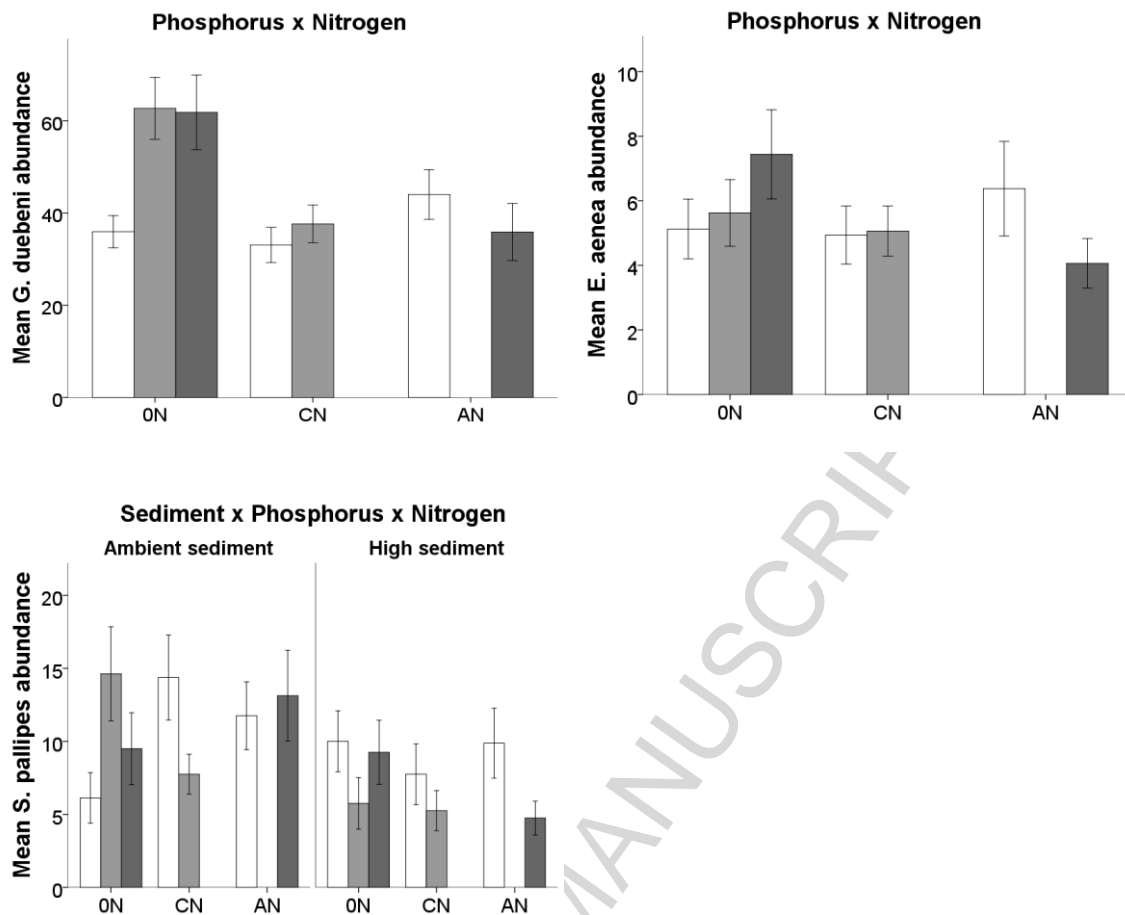 Phosphorus x Nitrogen
Mean G. duebeni abundance
60
40
20
0
0N CN AN
Phosphorus x Nitrogen
Mean E. aenea abundance
10
8
6
4
2
0
0N CN AN
Sediment x Phosphorus x Nitrogen
Ambient sediment High sediment
Mean S. pallipes abundance
20
15
10
5
0
0N CN AN 0N CN AN